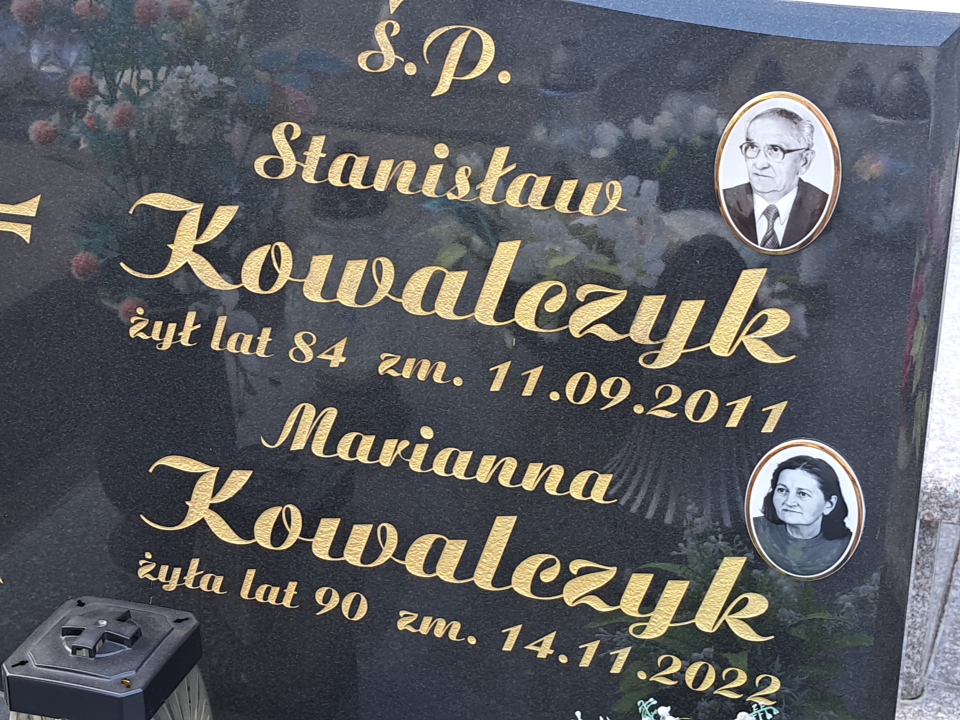 Ś.P.
Stanisław
Kowalczyk
żył lat 84 zm. 11.09.2011
Marianna
Kowalczyk
żyła lat 90 zm. 14.11.2022